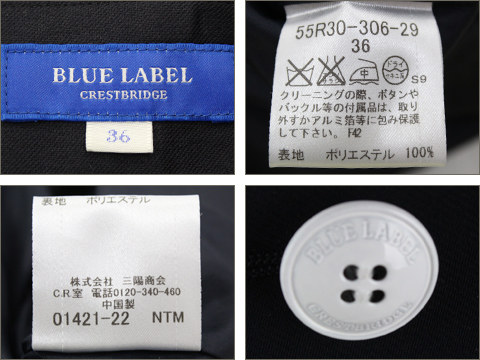 BLUE LABEL
CRESTBRIDGE
36
55R30-306-29
36
中
ドライ
S9
クリーニングの際、ボタンや
バックル等の付属品は、取り
外すかアルミ箔等に包み保護
して下さい。 F42
表地 ポリエステル 100%
表地 ポリエステル
株式会社 三陽商会
C.R室 電話0120-340-460
中国製
01421-22 NTM
BLUE LABEL
CRESTBRIDGE